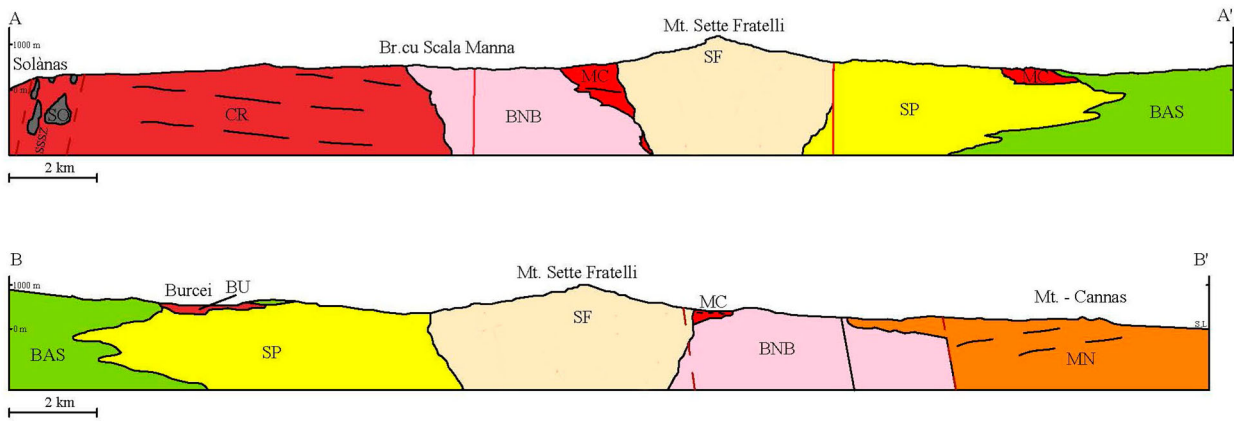 A
A'
Mt. Sette Fratelli
1000 m
Br.cu Scala Manna
Solànas
SF
MC
MC
0 m
SO
CR
BNB
SP
BAS
SSSZ
2 km
B
B'
Mt. Sette Fratelli
1000 m
Burcei
BU
MC
Mt. - Cannas
SF
0 m
S.L
BAS
SP
BNB
MN
2 km